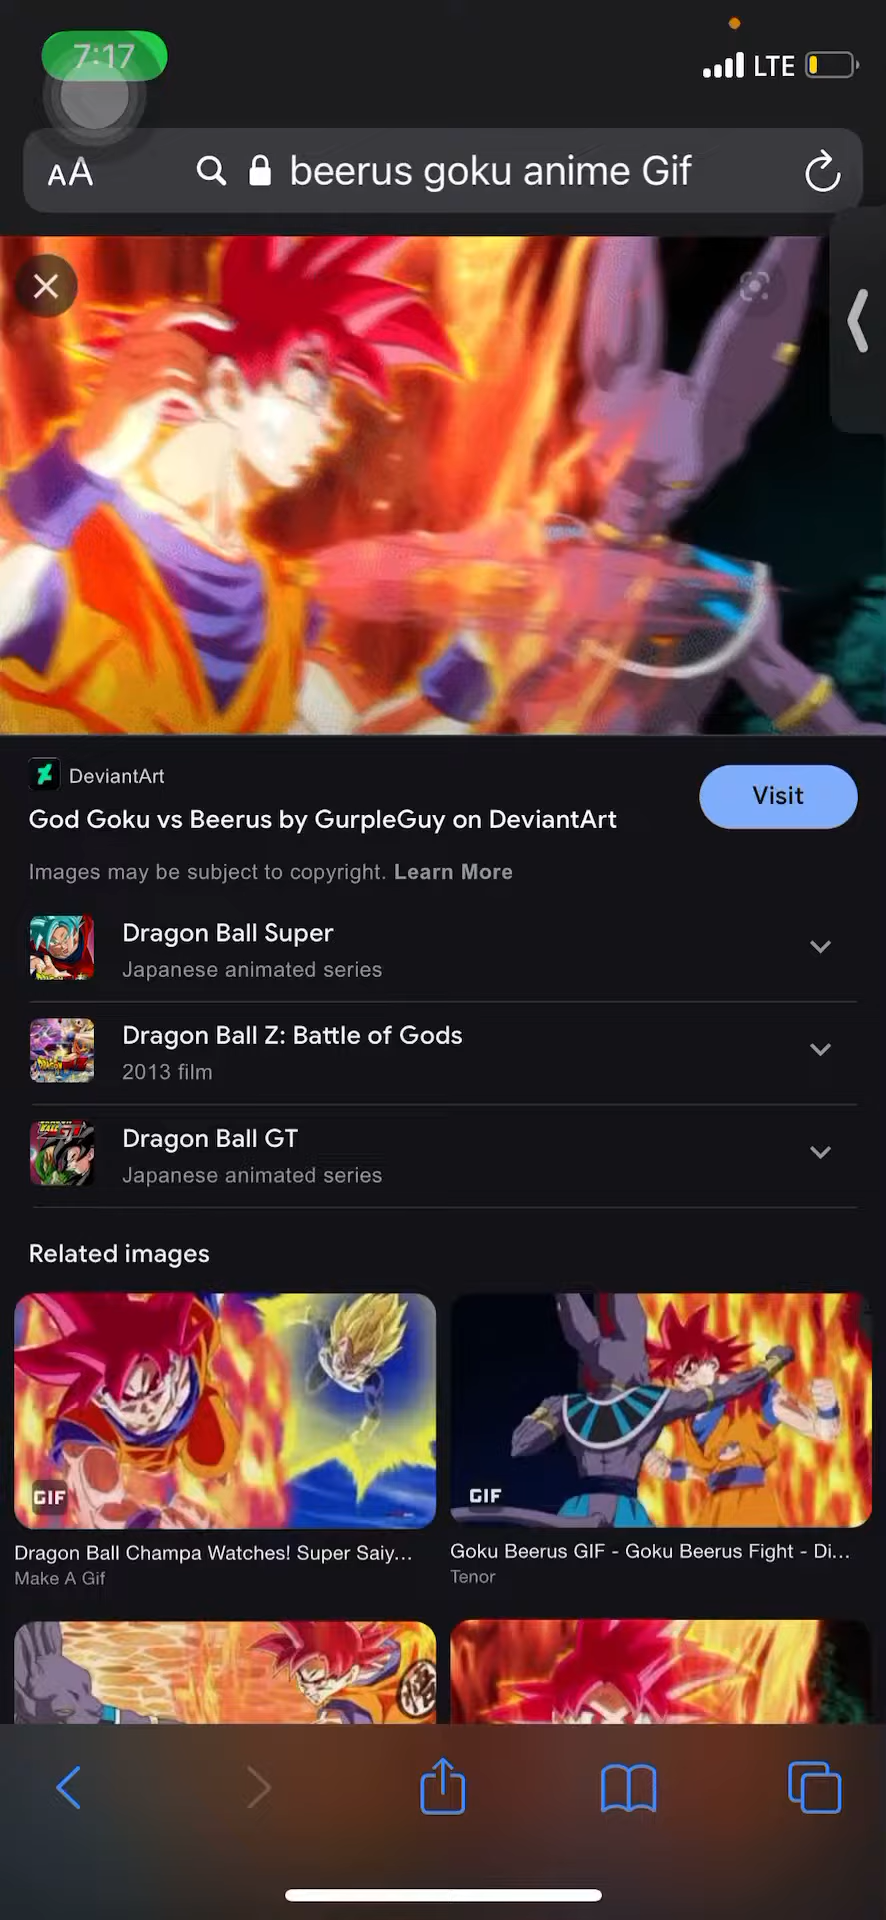 7:17
LTE
AA
beerus goku anime Gif
DeviantArt
Visit
God Goku vs Beerus by GurpleGuy on DeviantArt
Images may be subject to copyright. Learn More
Dragon Ball Super
Japanese animated series
Dragon Ball Z: Battle of Gods
2013 film
Dragon Ball GT
Japanese animated series
Related images
GIF
GIF
Dragon Ball Champa Watches! Super Saiy...
Make A Gif
Goku Beerus GIF - Goku Beerus Fight - Di...
Tenor
悟